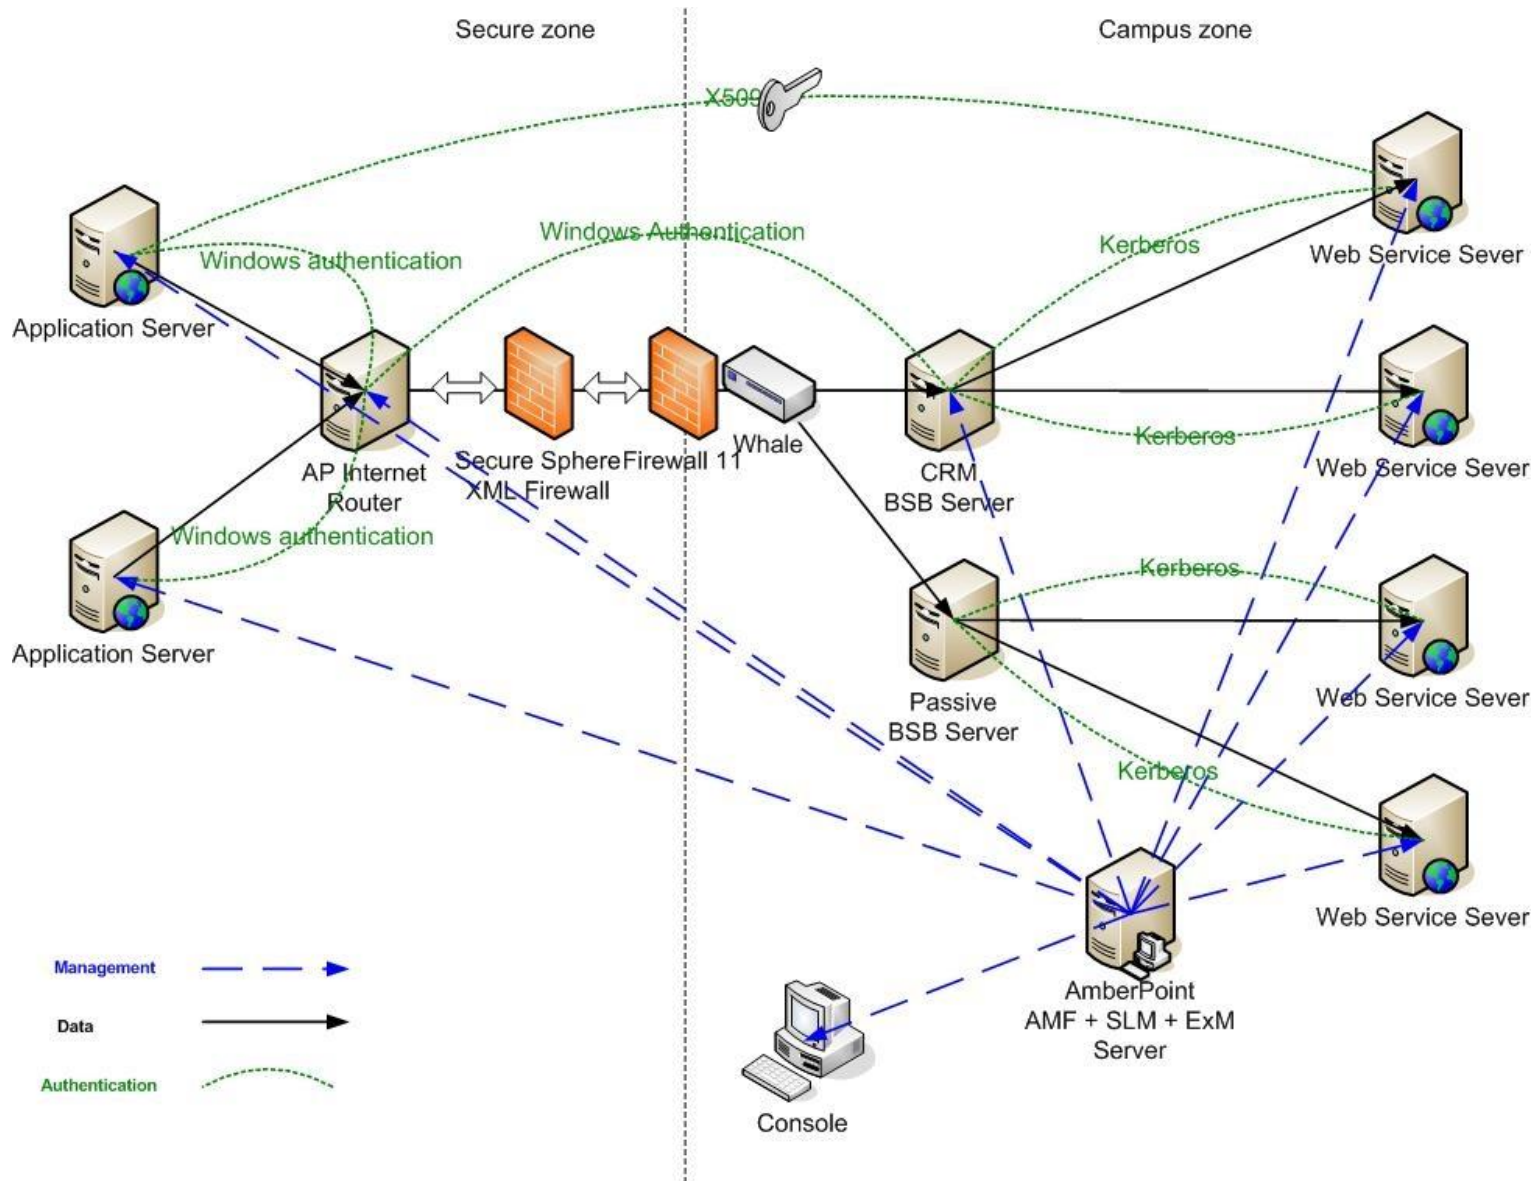 Secure zone
Campus zone
X509
Windows authentication
Windows Authentication
Kerberos
Web Service Sever
Application Server
AP Internet
Router
Secure Sphere
XML Firewall
Firewall 11
Whale
CRM
BSB Server
Kerberos
Web Service Sever
Windows authentication
Application Server
Kerberos
Passive
BSB Server
Web Service Sever
Kerberos
Web Service Sever
Management
Data
Authentication
AmberPoint
AMF + SLM + ExM
Server
Console